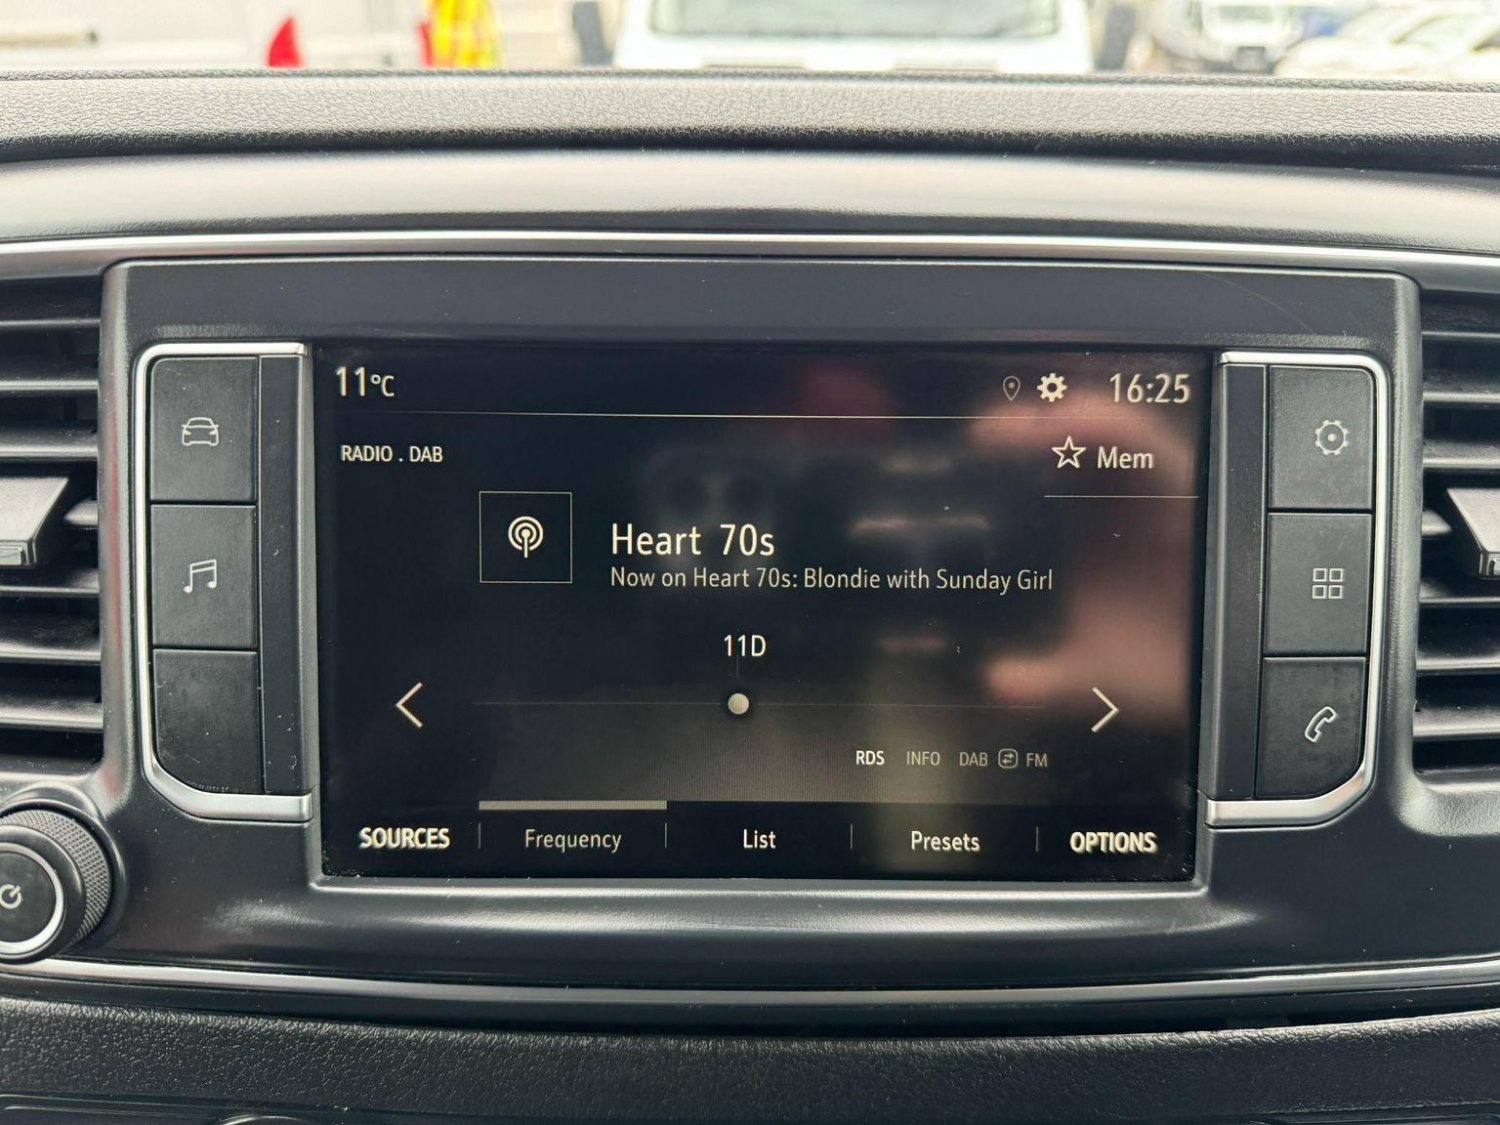 11°C
16:25
RADIO . DAB
Mem
Heart 70s
Now on Heart 70s: Blondie with Sunday Girl
11D
RDS INFO DAB FM
SOURCES Frequency List Presets OPTIONS